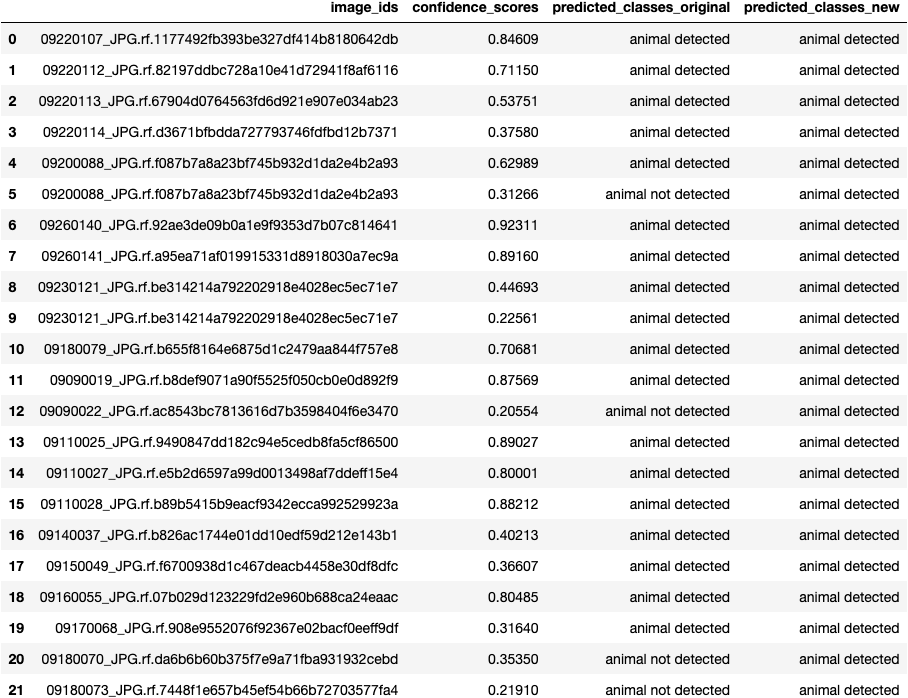 image_ids confidence_scores predicted_classes_original predicted_classes_new
0 09220107_JPG.rf.1177492fb393be327df414b8180642db 0.84609 animal detected animal detected
1 09220112_JPG.rf.82197ddbc728a10e41d72941f8af6116 0.71150 animal detected animal detected
2 09220113_JPG.rf.67904d0764563fd6d921e907e034ab23 0.53751 animal detected animal detected
3 09220114_JPG.rf.d3671bfbdda727793746fdfbd12b7371 0.37580 animal detected animal detected
4 09200088_JPG.rf.f087b7a8a23bf745b932d1da2e4b2a93 0.62989 animal detected animal detected
5 09200088_JPG.rf.f087b7a8a23bf745b932d1da2e4b2a93 0.31266 animal not detected animal detected
6 09260140_JPG.rf.92ae3de09b0a1e9f9353d7b07c814641 0.92311 animal detected animal detected
7 09260141_JPG.rf.a95ea71af019915331d8918030a7ec9a 0.89160 animal detected animal detected
8 09230121_JPG.rf.be314214a792202918e4028ec5ec71e7 0.44693 animal detected animal detected
9 09230121_JPG.rf.be314214a792202918e4028ec5ec71e7 0.22561 animal detected animal detected
10 09180079_JPG.rf.b655f8164e6875d1c2479aa844f757e8 0.70681 animal detected animal detected
11 09090019_JPG.rf.b8def9071a90f5525f050cb0e0d892f9 0.87569 animal detected animal detected
12 09090022_JPG.rf.ac8543bc7813616d7b3598404f6e3470 0.20554 animal not detected animal detected
13 09110025_JPG.rf.9490847dd182c94e5cedb8fa5cf86500 0.89027 animal detected animal detected
14 09110027_JPG.rf.e5b2d6597a99d0013498af7ddeff15e4 0.80001 animal detected animal detected
15 09110028_JPG.rf.b89b5415b9eacf9342ecca992529923a 0.88212 animal detected animal detected
16 09140037_JPG.rf.b826ac1744e01dd10edf59d212e143b1 0.40213 animal detected animal detected
17 09150049_JPG.rf.f6700938d1c467deacb4458e30df8dfc 0.36607 animal detected animal detected
18 09160055_JPG.rf.07b029d123229fd2e960b688ca24eaac 0.80485 animal detected animal detected
19 09170068_JPG.rf.908e9552076f92367e02bacf0eeff9df 0.31640 animal detected animal detected
20 09180070_JPG.rf.da6b6b60b375f7e9a71fba931932cebd 0.35350 animal not detected animal detected
21 09180073_JPG.rf.7448f1e657b45ef54b66b72703577fa4 0.21910 animal not detected animal detected